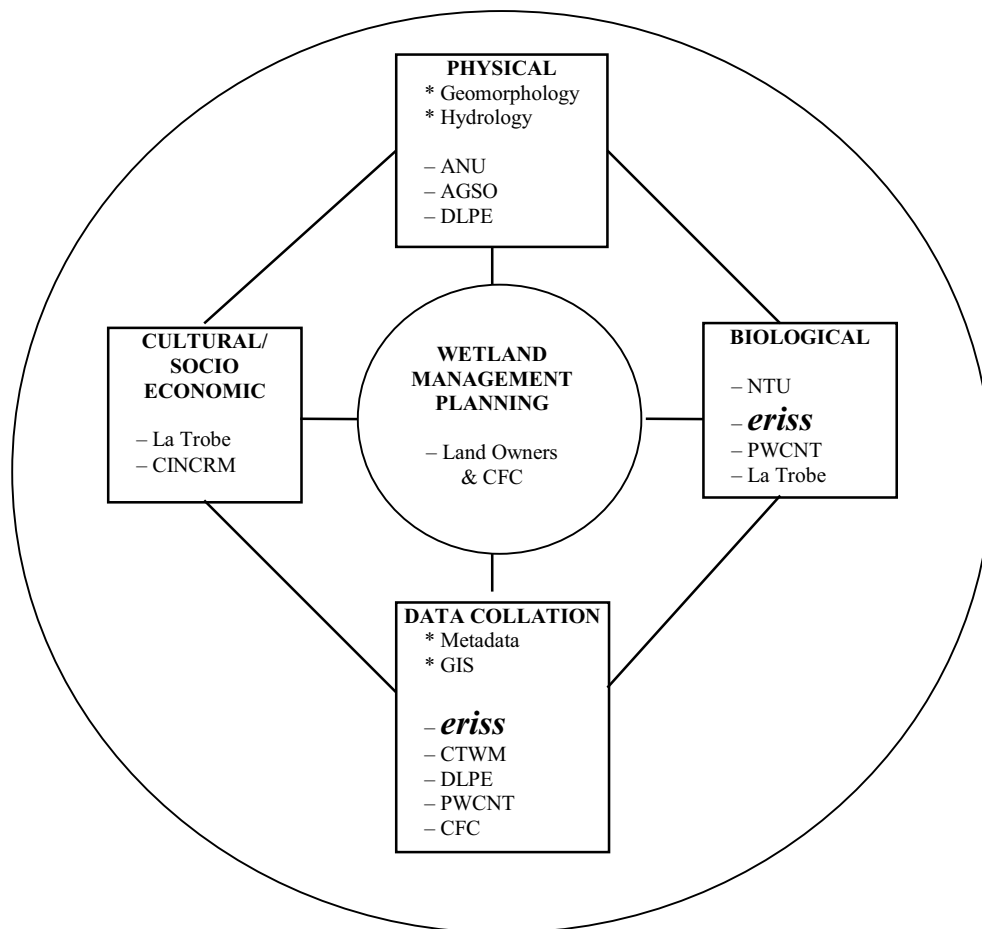 PHYSICAL
* Geomorphology
* Hydrology
– ANU
– AGSO
– DLPE
CULTURAL/
SOCIO
ECONOMIC
– La Trobe
– CINCRM
WETLAND
MANAGEMENT
PLANNING
– Land Owners
& CFC
BIOLOGICAL
– NTU
– eriss
– PWCNT
– La Trobe
DATA COLLATION
* Metadata
* GIS
– eriss
– CTWM
– DLPE
– PWCNT
– CFC